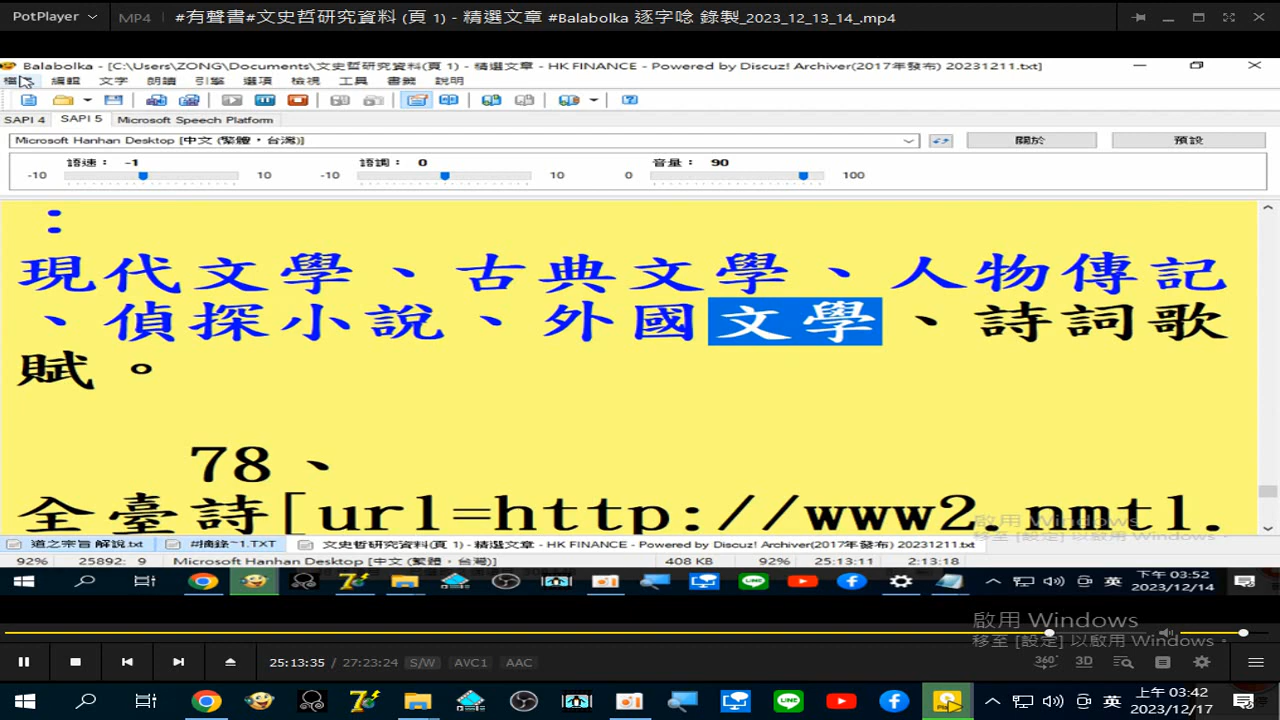 PotPlayer
MP4
#有聲書#文史哲研究資料 (頁 1) - 精選文章 #Balabolka 逐字唸 錄製_2023_12_13_14_.mp4
Balabolka - [C:\Users\ZONG\Documents\文史哲研究資料(頁 1) - 精選文章 - HK FINANCE - Powered by Discuz! Archiver(2017年發布) 20231211.txt]
檔案 編輯 文字 朗讀 引擎 選項 檢視 工具 書籤 說明
SAPI 4 SAPI 5 Microsoft Speech Platform
Microsoft Hanhan Desktop [中文 (繁體，台灣)]
關於 預設
語速： -1 語調： 0 音量： 90
-10 10 -10 10 0 100
：
現代文學、古典文學、人物傳記
、偵探小說、外國文學、詩詞歌
賦。
78、
全臺詩[url=http://www2.nmtl.
道之宗旨 解說.txt #摘錄~1.TXT 文史哲研究資料(頁 1) - 精選文章 - HK FINANCE - Powered by Discuz! Archiver(2017年發布) 20231211.txt
92% 25892: 9 Microsoft Hanhan Desktop [中文 (繁體，台灣)] 408 KB 92% 25:13:11 2:13:18
英 下午 03:52
2023/12/14
啟用 Windows
移至 [設定] 以啟用 Windows。
啟用 Windows
移至 [設定] 以啟用 Windows。
25:13:35 / 27:23:24 S/W AVC1 AAC
360° 3D
英 上午 03:42
2023/12/17